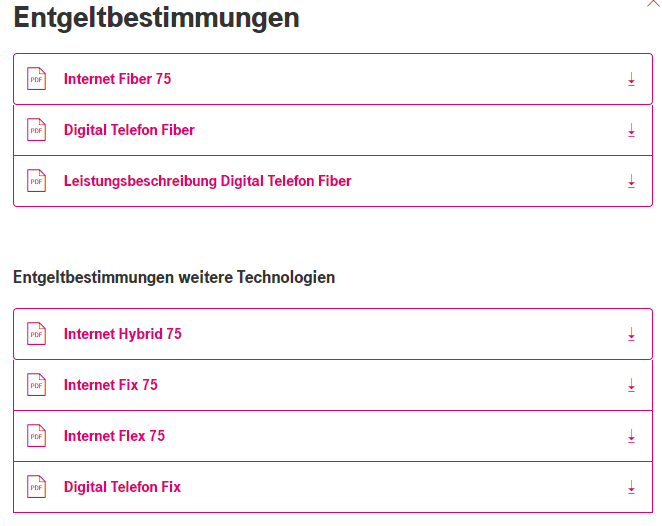 Entgeltbestimmungen
PDF Internet Fiber 75
PDF Digital Telefon Fiber
PDF Leistungsbeschreibung Digital Telefon Fiber
Entgeltbestimmungen weitere Technologien
PDF Internet Hybrid 75
PDF Internet Fix 75
PDF Internet Flex 75
PDF Digital Telefon Fix